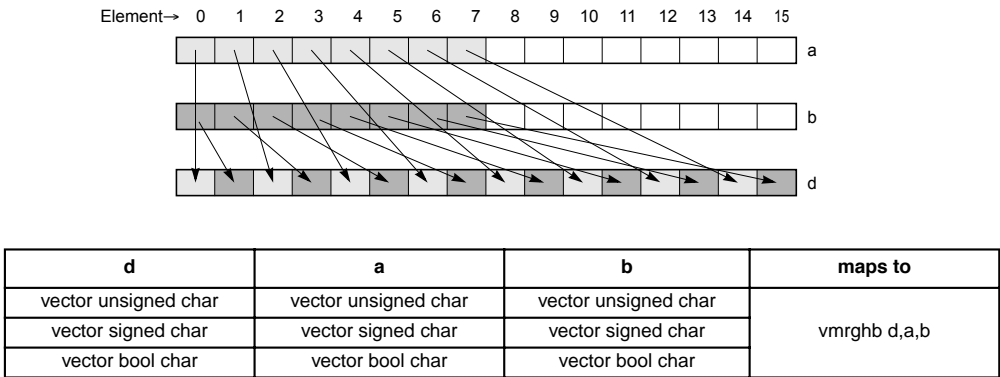 Element→ 0 1 2 3 4 5 6 7 8 9 10 11 12 13 14 15
a
b
d
d a b maps to
vector unsigned char vector unsigned char vector unsigned char
vector signed char vector signed char vector signed char vmrghb d,a,b
vector bool char vector bool char vector bool char